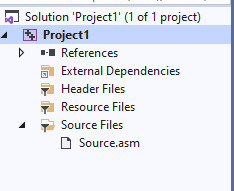 Solution 'Project1' (1 of 1 project)
Project1
References
External Dependencies
Header Files
Resource Files
Source Files
Source.asm